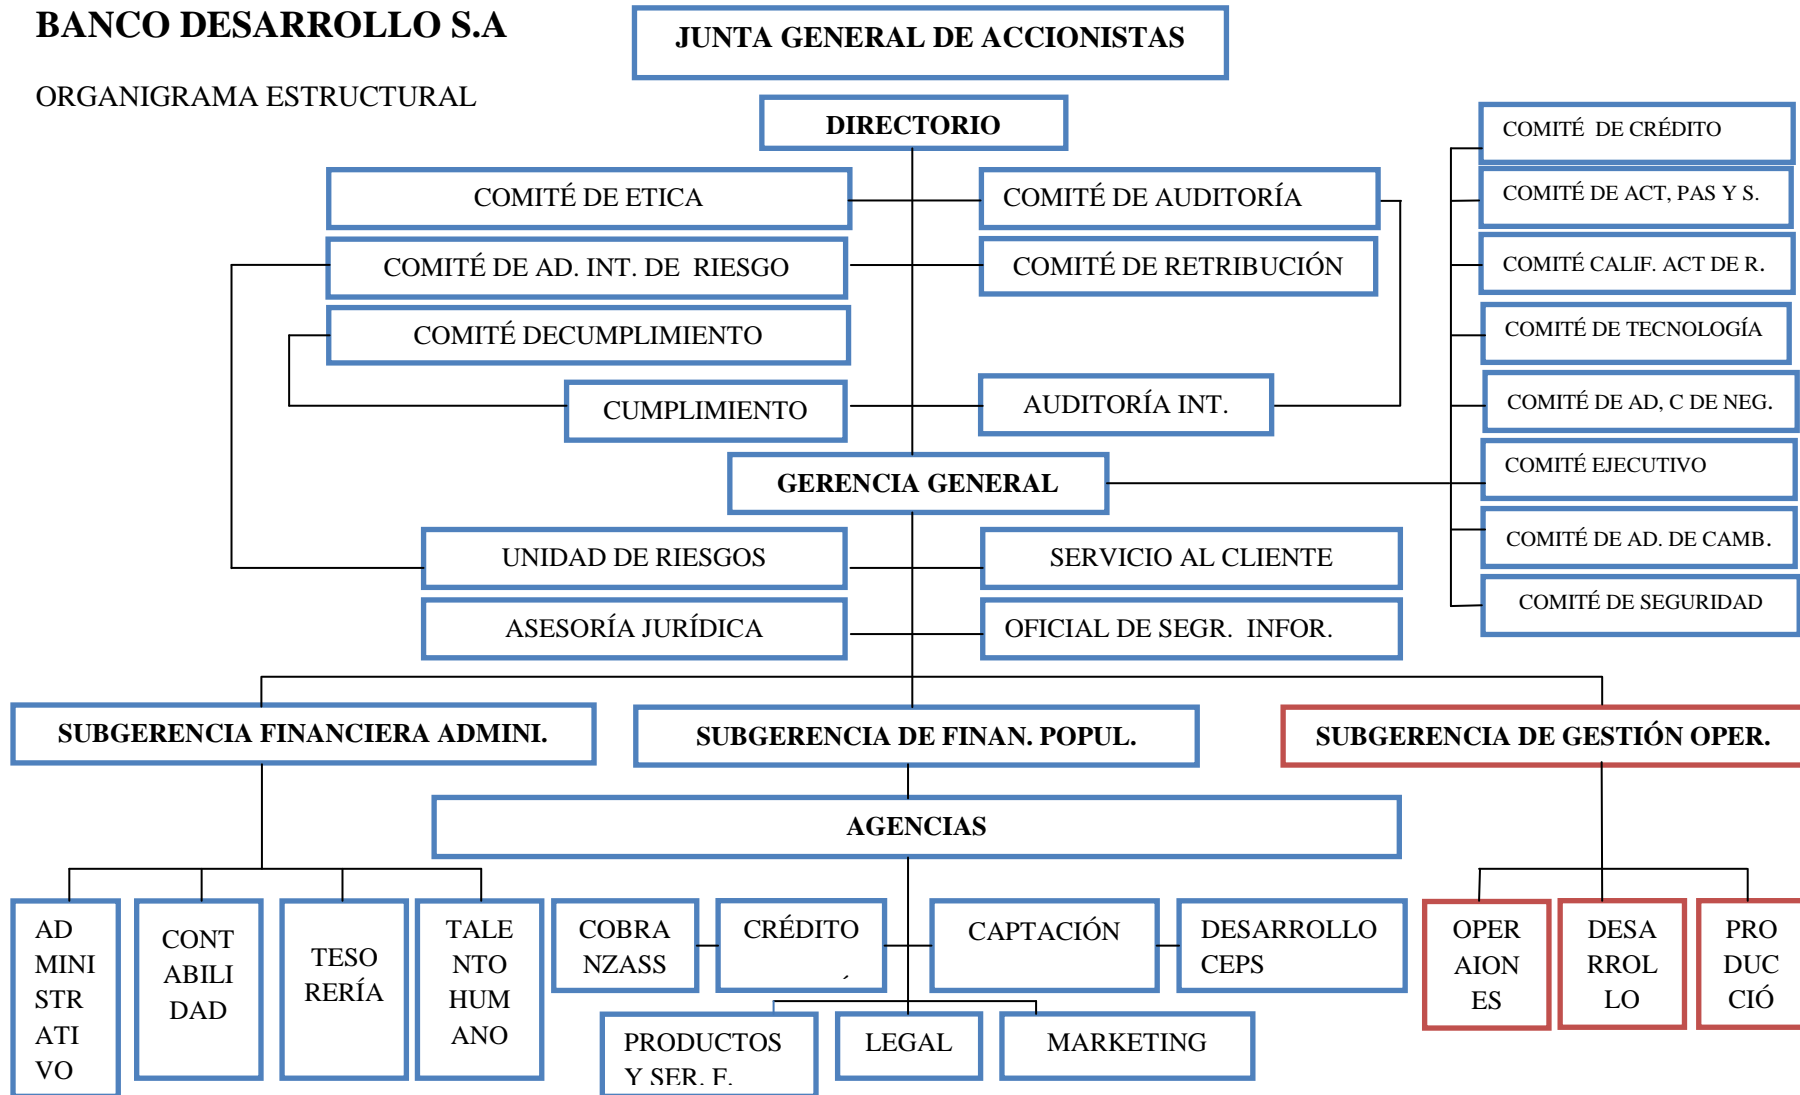 BANCO DESARROLLO S.A
JUNTA GENERAL DE ACCIONISTAS
ORGANIGRAMA ESTRUCTURAL
DIRECTORIO
COMITÉ DE CRÉDITO
COMITÉ DE ETICA
COMITÉ DE AUDITORÍA
COMITÉ DE ACT, PAS Y S.
COMITÉ DE AD. INT. DE RIESGO
COMITÉ DE RETRIBUCIÓN
COMITÉ CALIF. ACT DE R.
COMITÉ DECUMPLIMIENTO
COMITÉ DE TECNOLOGÍA
CUMPLIMIENTO
AUDITORÍA INT.
COMITÉ DE AD, C DE NEG.
GERENCIA GENERAL
COMITÉ EJECUTIVO
UNIDAD DE RIESGOS
SERVICIO AL CLIENTE
COMITÉ DE AD. DE CAMB.
ASESORÍA JURÍDICA
OFICIAL DE SEGR. INFOR.
COMITÉ DE SEGURIDAD
SUBGERENCIA FINANCIERA ADMINI.
SUBGERENCIA DE FINAN. POPUL.
SUBGERENCIA DE GESTIÓN OPER.
AGENCIAS
AD
MINI
STR
ATI
VO
CONT
ABILI
DAD
TESO
RERÍA
TALE
NTO
HUM
ANO
COBRA
NZASS
CRÉDITO
CAPTACIÓN
DESARROLLO
CEPS
OPER
AION
ES
DESA
RROL
LO
PRO
DUC
CIÓ
PRODUCTOS
Y SER. F.
LEGAL
MARKETING